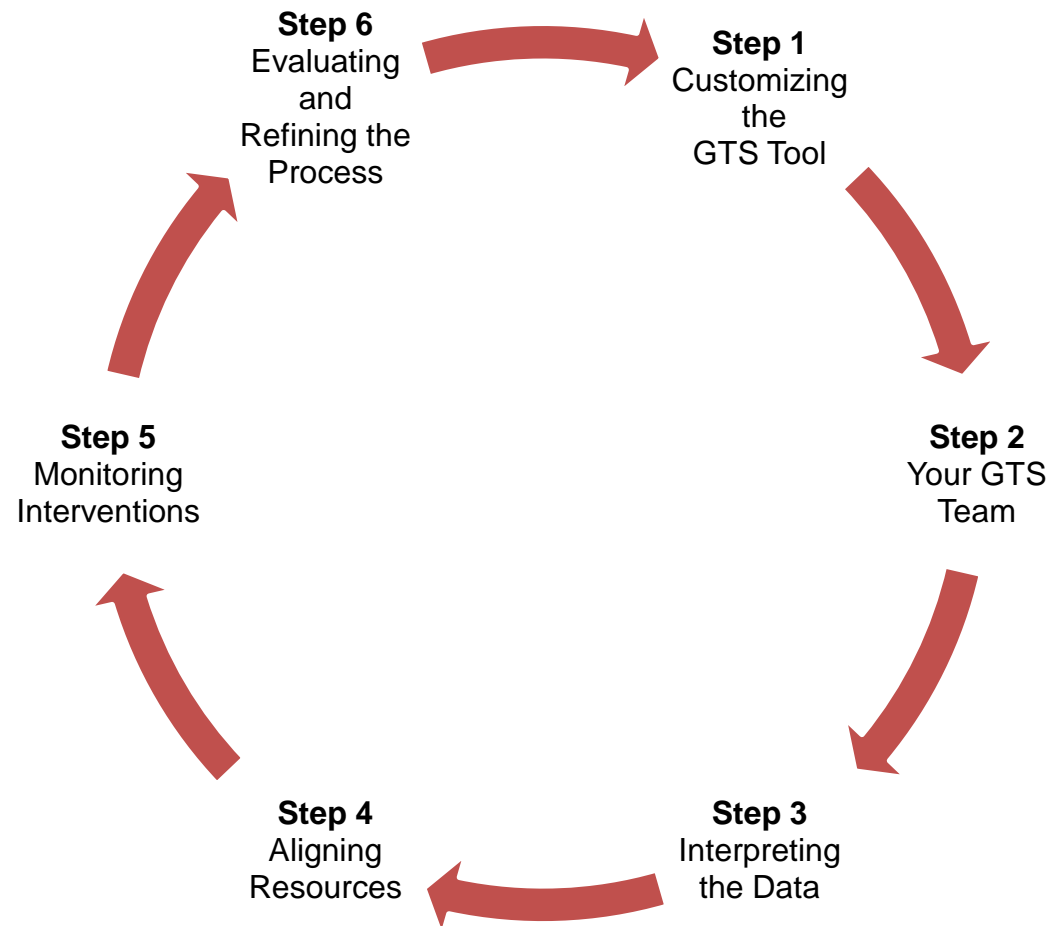 Step 1
Customizing
the
GTS Tool
Step 2
Your GTS
Team
Step 3
Interpreting
the Data
Step 4
Aligning
Resources
Step 5
Monitoring
Interventions
Step 6
Evaluating
and
Refining the
Process